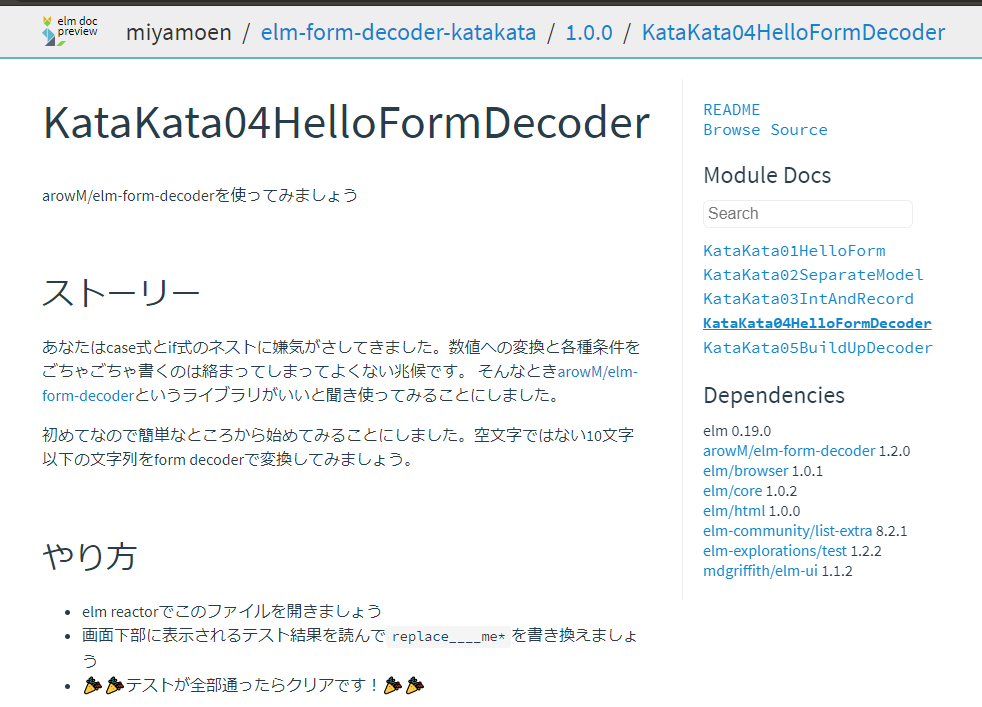 elm doc
preview
miyamoen / elm-form-decoder-katakata / 1.0.0 / KataKata04HelloFormDecoder
KataKata04HelloFormDecoder
arowM/elm-form-decoderを使ってみましょう
ストーリー
あなたはcase式とif式のネストに嫌気がさしてきました。数値への変換と各種条件を
ごちゃごちゃ書くのは絡まってしまってよくない兆候です。 そんなときarowM/elm-
form-decoderというライブラリがいいと聞き使ってみることにしました。
初めてなので簡単なところから始めてみることにしました。空文字ではない10文字
以下の文字列をform decoderで変換してみましょう。
やり方
• elm reactorでこのファイルを開きましょう
• 画面下部に表示されるテスト結果を読んでreplace____me*を書き換えましょ
う
• 🎉🎉テストが全部通ったらクリアです！🎉🎉
README
Browse Source
Module Docs
Search
KataKata01HelloForm
KataKata02SeparateModel
KataKata03IntAndRecord
KataKata04HelloFormDecoder
KataKata05BuildUpDecoder
Dependencies
elm 0.19.0
arowM/elm-form-decoder 1.2.0
elm/browser 1.0.1
elm/core 1.0.2
elm/html 1.0.0
elm-community/list-extra 8.2.1
elm-explorations/test 1.2.2
mdgriffith/elm-ui 1.1.2